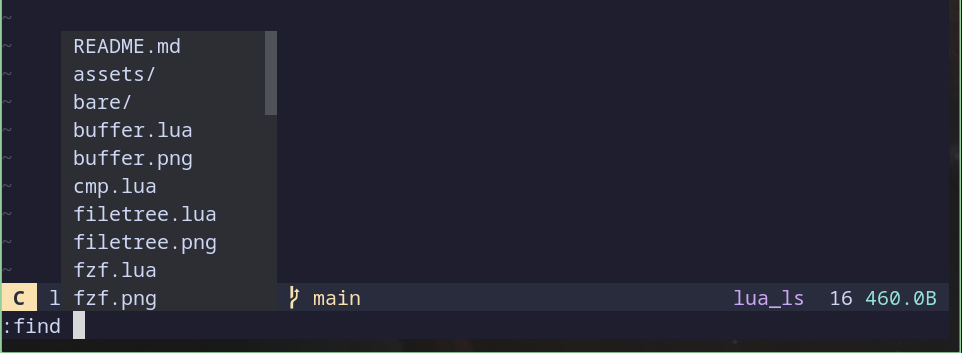 ~
~ README.md
~ assets/
~ bare/
~ buffer.lua
~ buffer.png
~ cmp.lua
~ filetree.lua
~ filetree.png
~ fzf.lua
C l fzf.png main lua_ls 16 460.0B
:find